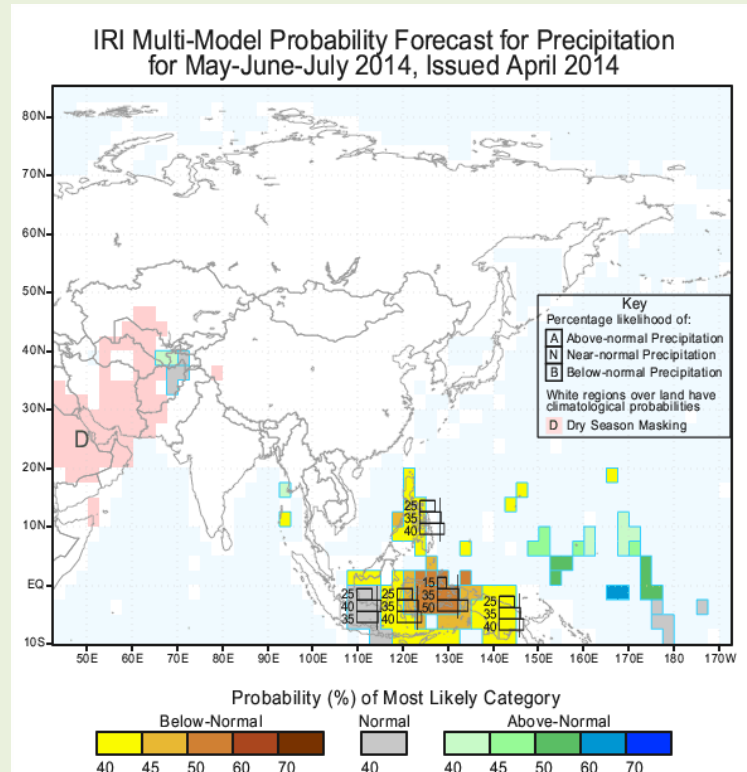 IRI Multi-Model Probability Forecast for Precipitation
for May-June-July 2014, Issued April 2014
80N
70N
60N
50N
40N
30N
20N
10N
EQ
10S
Key
Percentage likelihood of:
A Above-normal Precipitation
N Near-normal Precipitation
B Below-normal Precipitation
White regions over land have
climatological probabilities
D Dry Season Masking
D
25
35
40
25
40
35
25
35
40
15
35
50
25
35
40
50E 60E 70E 80E 90E 100E 110E 120E 130E 140E 150E 160E 170E 180 170W
Probability (%) of Most Likely Category
Below-Normal Normal Above-Normal
40 45 50 60 70 40 40 45 50 60 70